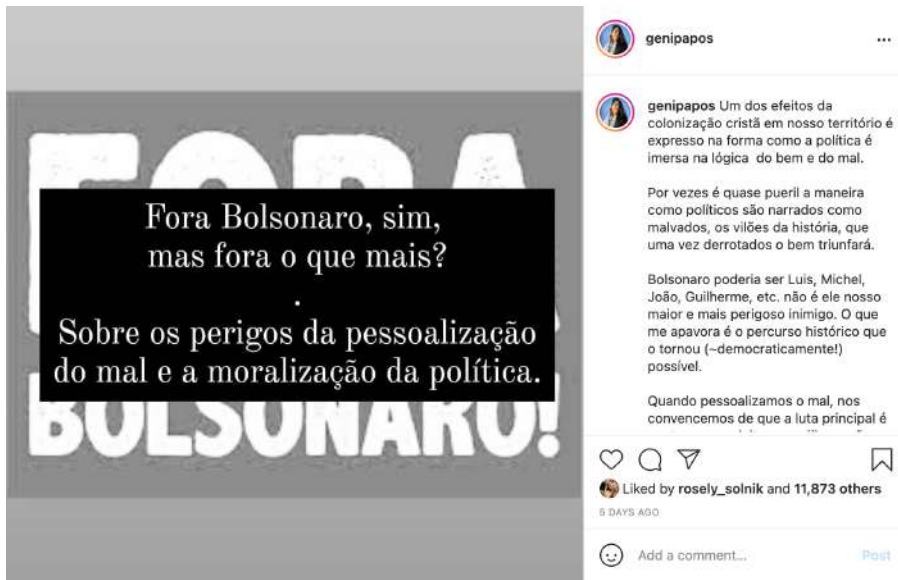 FORA
BOLSONARO!
Fora Bolsonaro, sim,
mas fora o que mais?
.
Sobre os perigos da pessoalização
do mal e a moralização da política.
genipapos
genipapos Um dos efeitos da
colonização cristã em nosso território é
expresso na forma como a política é
imersa na lógica do bem e do mal.
Por vezes é quase pueril a maneira
como políticos são narrados como
malvados, os vilões da história, que
uma vez derrotados o bem triunfará.
Bolsonaro poderia ser Luis, Michel,
João, Guilherme, etc. não é ele nosso
maior e mais perigoso inimigo. O que
me apavora é o percurso histórico que
o tornou (~democraticamente!)
possível.
Quando pessoalizamos o mal, nos
convencemos de que a luta principal é
Liked by rosely_solnik and 11,873 others
DAYS AGO
Add a comment...
Post